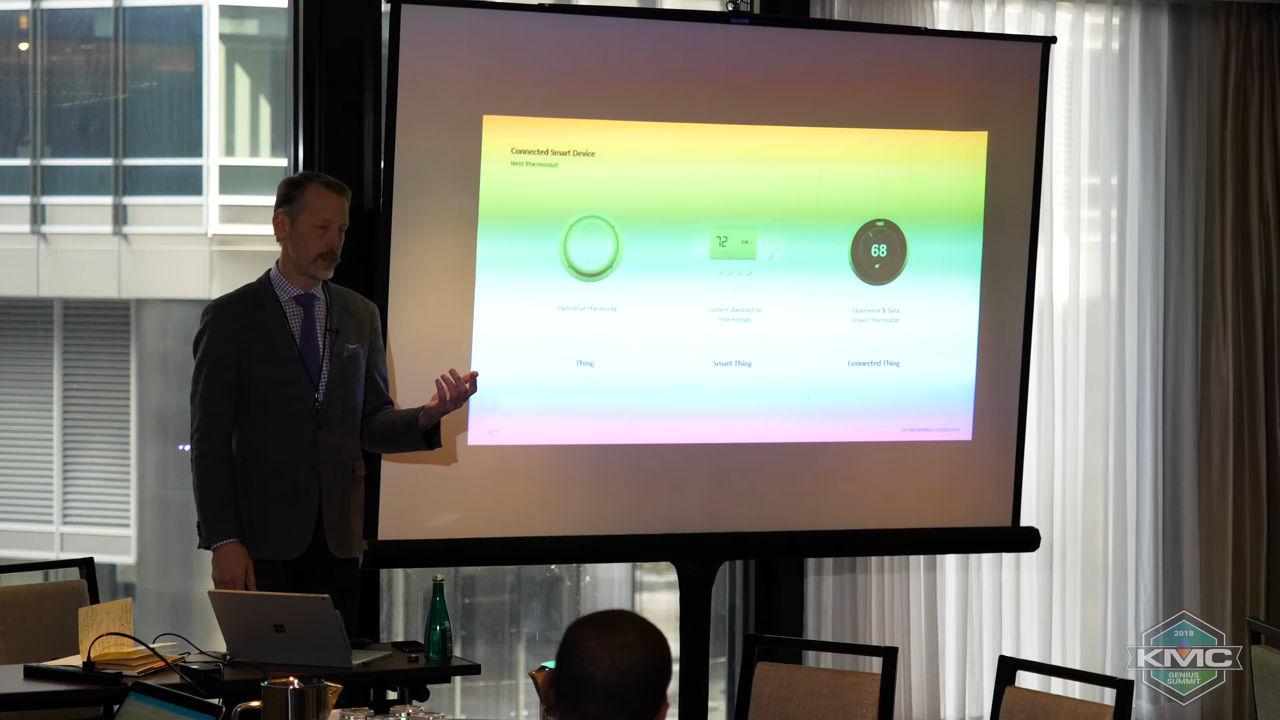 Connected Smart Device
Nest Thermostat
72
68
Traditional Thermostat
Current Standard for
Thermostats
Experience & Data
Driven Thermostat
Thing
Smart Thing
Connected Thing
2018
KMC
GENIUS
SUMMIT